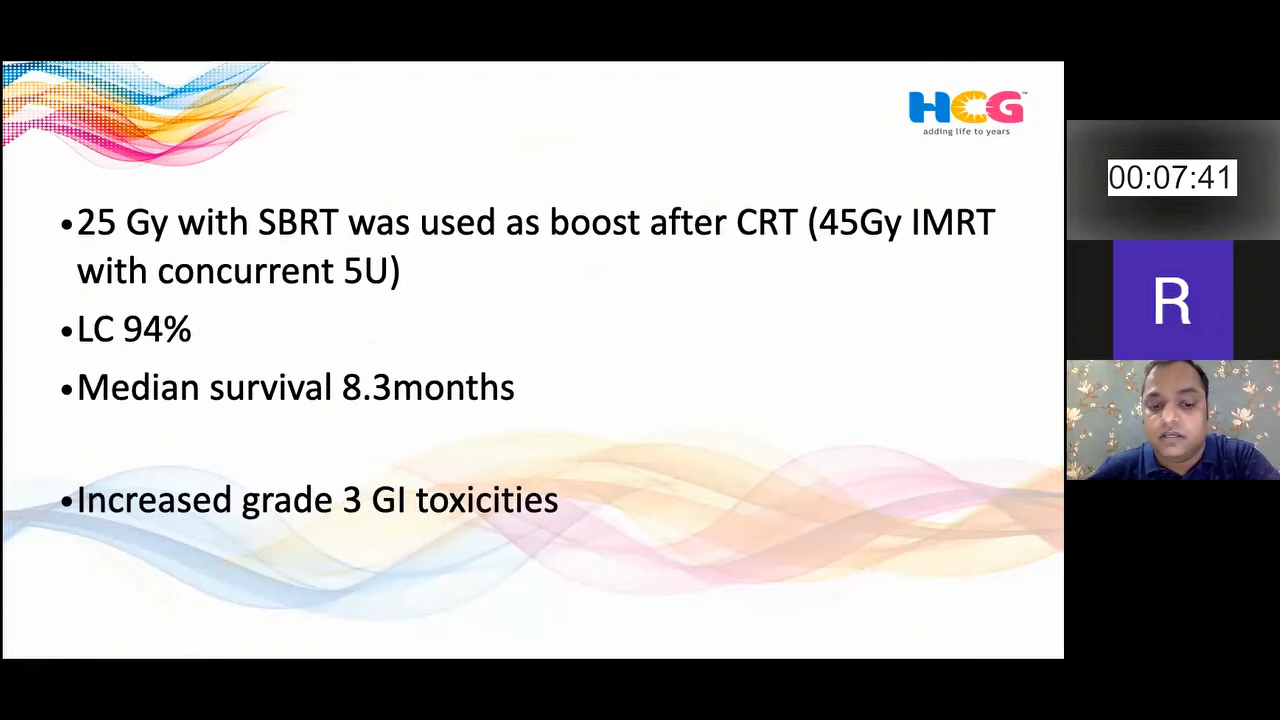 HCG
adding life to years
•25 Gy with SBRT was used as boost after CRT (45Gy IMRT
with concurrent 5U)
•LC 94%
•Median survival 8.3months
•Increased grade 3 GI toxicities
00:07:41
R